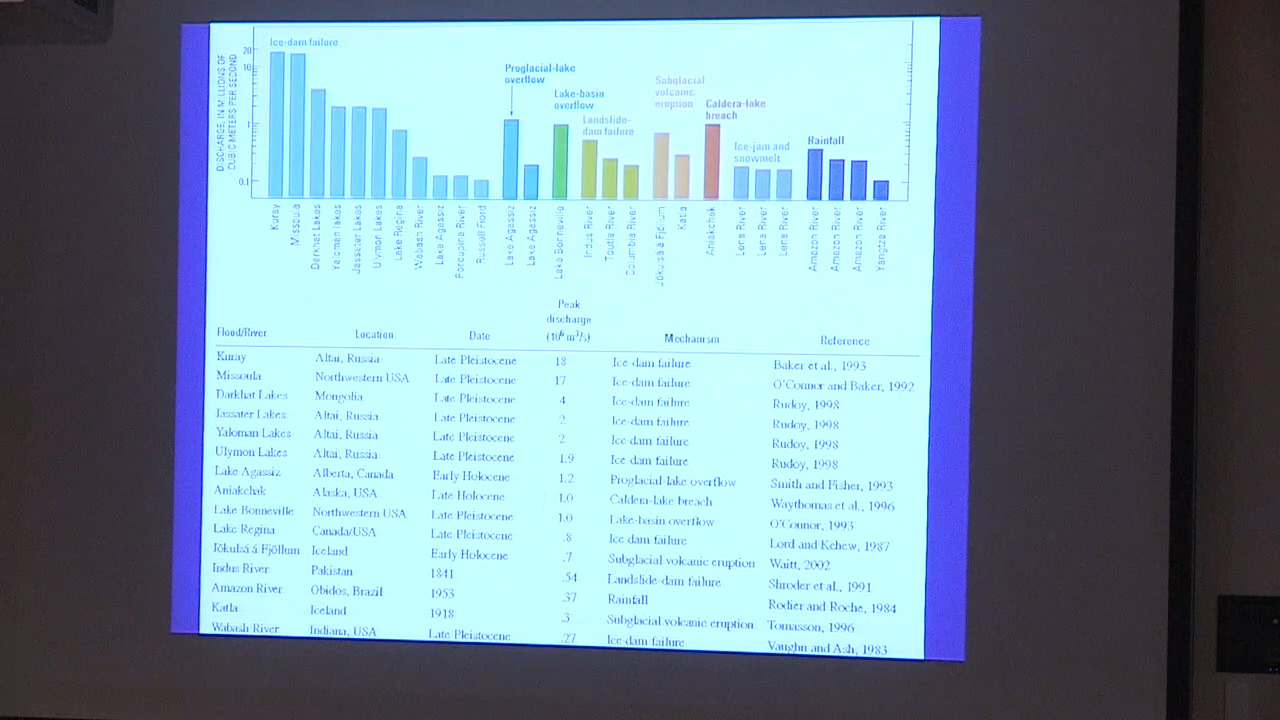 Ice-dam failure
Proglacial-lake
overflow
Lake-basin
overflow
Landslide-
dam failure
Subglacial
volcanic
eruption
Caldera-lake
breach
Ice-jam and
snowmelt
Rainfall
DISCHARGE, IN MILLIONS OF
CUBIC METERS PER SECOND
20
10
1
0.1
Kuray
Missoula
Darkhat Lakes
Yaloman lakes
Jassater Lakes
Ulymon Lakes
Lake Regina
Wabash River
Lake Agassiz
Porcupine River
Russell Fiord
Lake Agassiz
Lake Agassiz
Lake Bonneville
Indus River
Toutle River
Columbia River
Jökulsá á Fjöllum
Katla
Aniakchak
Lena River
Lena River
Lena River
Amazon River
Amazon River
Amazon River
Yangtze River
Flood/River Location Date Peak discharge (10⁶ m³/s) Mechanism Reference
Kuray Altai, Russia Late Pleistocene 18 Ice-dam failure Baker et al., 1993
Missoula Northwestern USA Late Pleistocene 17 Ice-dam failure O'Connor and Baker, 1992
Darkhat Lakes Mongolia Late Pleistocene 4 Ice-dam failure Rudoy, 1998
Jassater Lakes Altai, Russia Late Pleistocene 2 Ice-dam failure Rudoy, 1998
Yaloman Lakes Altai, Russia Late Pleistocene 2 Ice-dam failure Rudoy, 1998
Ulymon Lakes Altai, Russia Late Pleistocene 1.9 Ice-dam failure Rudoy, 1998
Lake Agassiz Alberta, Canada Early Holocene 1.2 Proglacial-lake overflow Smith and Fisher, 1993
Aniakchak Alaska, USA Late Holocene 1.0 Caldera-lake breach Waythomas et al., 1996
Lake Bonneville Northwestern USA Late Pleistocene 1.0 Lake-basin overflow O'Connor, 1993
Lake Regina Canada/USA Late Pleistocene .8 Ice dam failure Lord and Kehew, 1987
Jökulsá á Fjöllum Iceland Early Holocene .7 Subglacial volcanic eruption Waitt, 2002
Indus River Pakistan 1841 .54 Landslide-dam failure Shroder et al., 1991
Amazon River Obidos, Brazil 1953 .37 Rainfall Rodier and Roche, 1984
Katla Iceland 1918 .3 Subglacial volcanic eruption Tomasson, 1996
Wabash River Indiana, USA Late Pleistocene .27 Ice-dam failure Vaughn and Ash, 1983